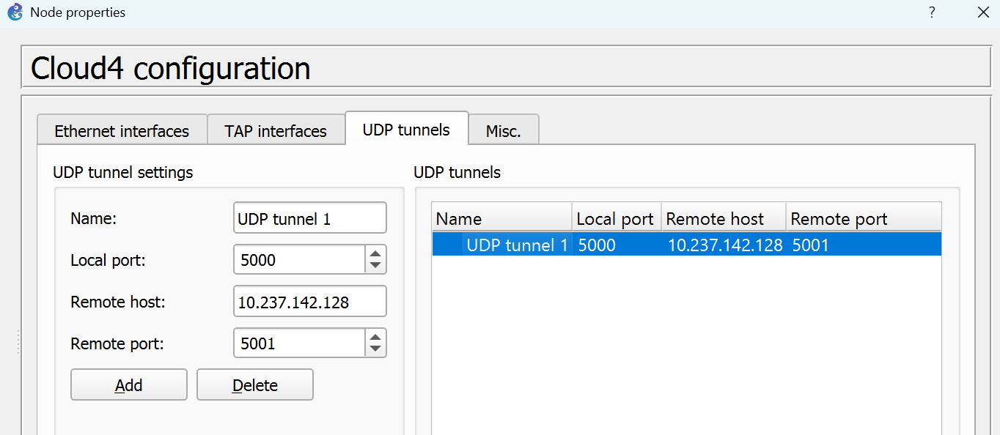 Node properties ?
Cloud4 configuration
Ethernet interfaces TAP interfaces UDP tunnels Misc.
UDP tunnel settings
Name: UDP tunnel 1
Local port: 5000
Remote host: 10.237.142.128
Remote port: 5001
Add Delete
UDP tunnels
Name Local port Remote host Remote port
UDP tunnel 1 5000 10.237.142.128 5001